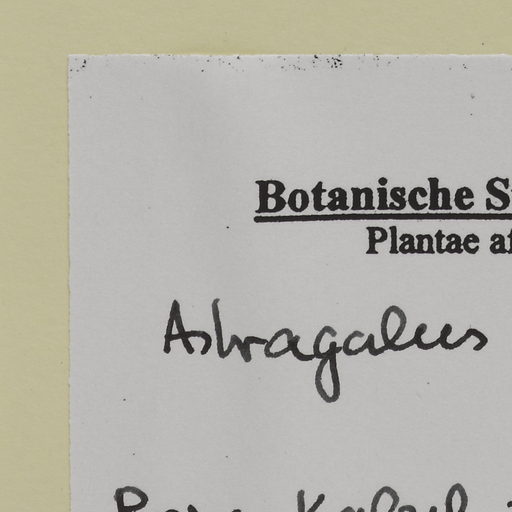 Botanische S
Plantae af
Astragalus